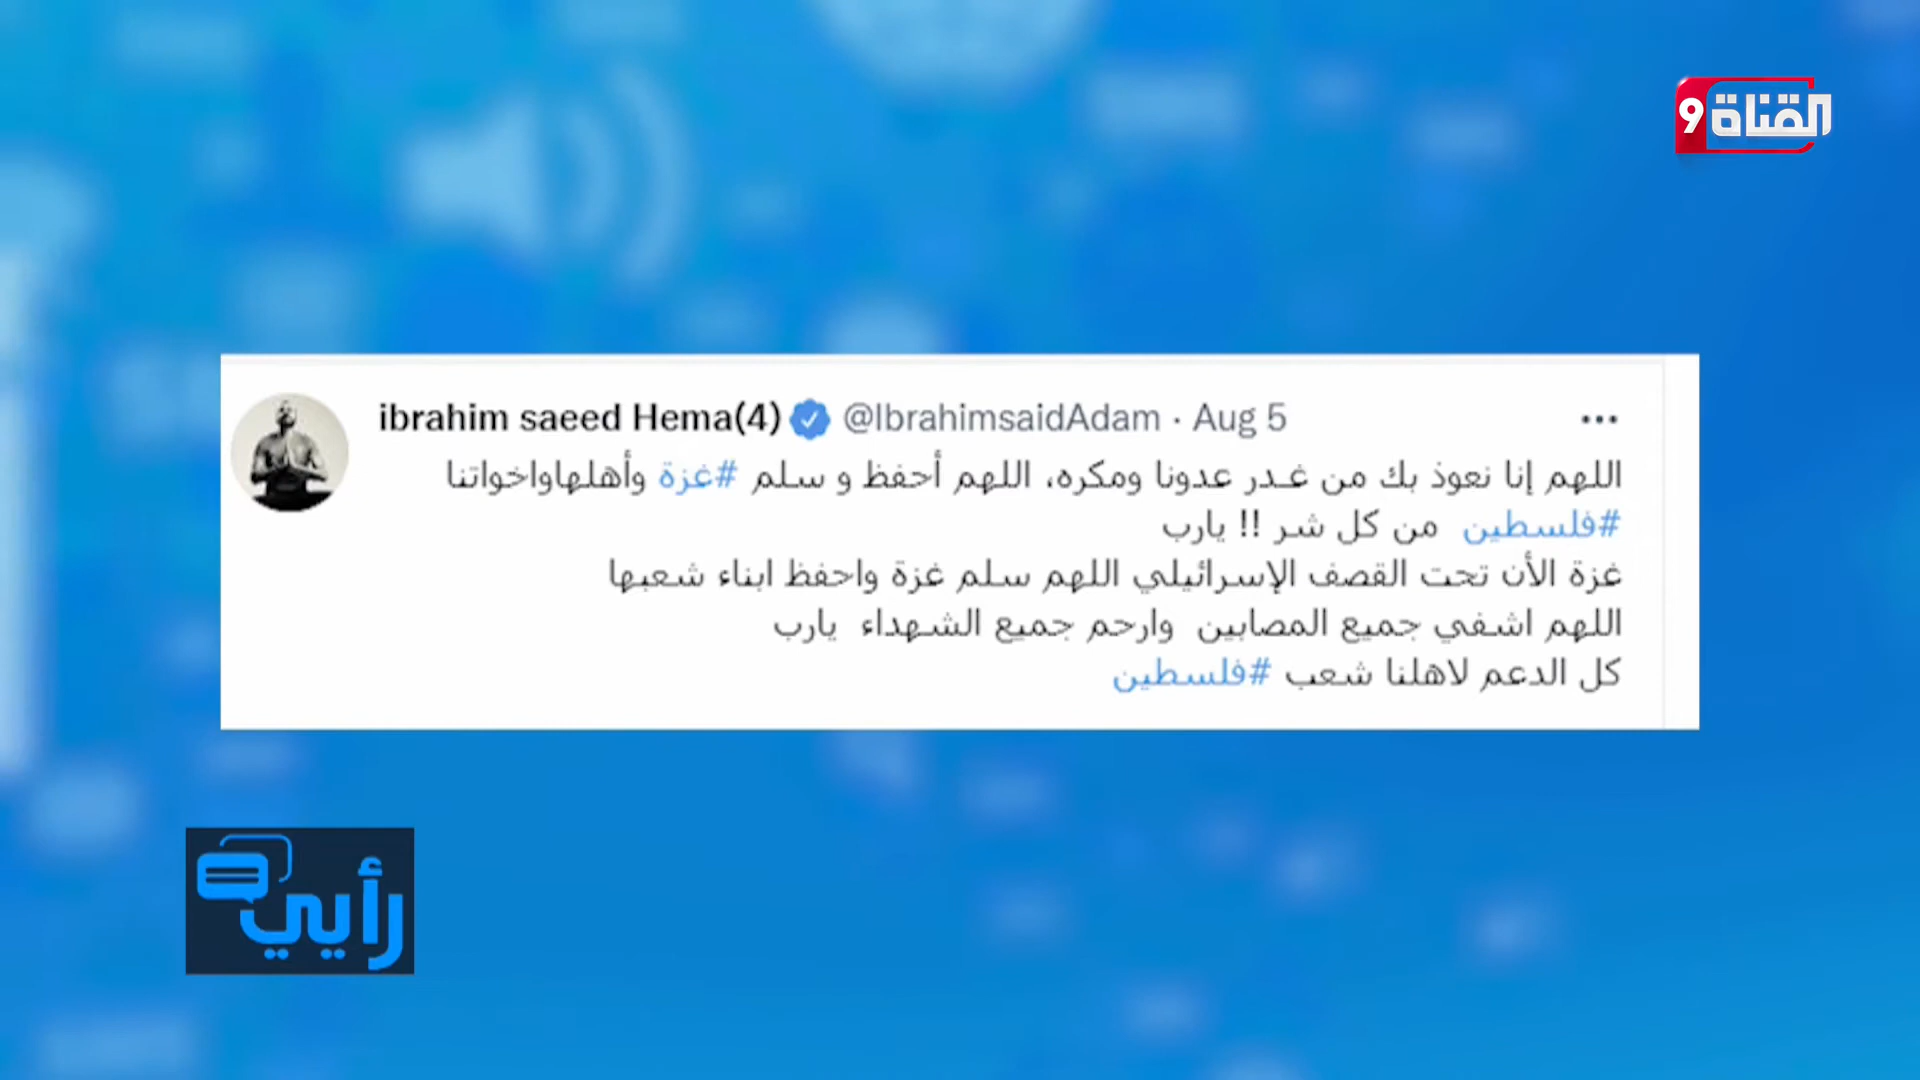 القناة 9
ibrahim saeed Hema(4) @IbrahimsaidAdam · Aug 5
اللهم إنا نعوذ بك من غدر عدونا ومكره، اللهم أحفظ و سلم #غزة وأهلهاواخواتنا
#فلسطين من كل شر !! يارب
غزة الأن تحت القصف الإسرائيلي اللهم سلم غزة واحفظ ابناء شعبها
اللهم اشفي جميع المصابين وارحم جميع الشهداء يارب
كل الدعم لاهلنا شعب #فلسطين
رأيي